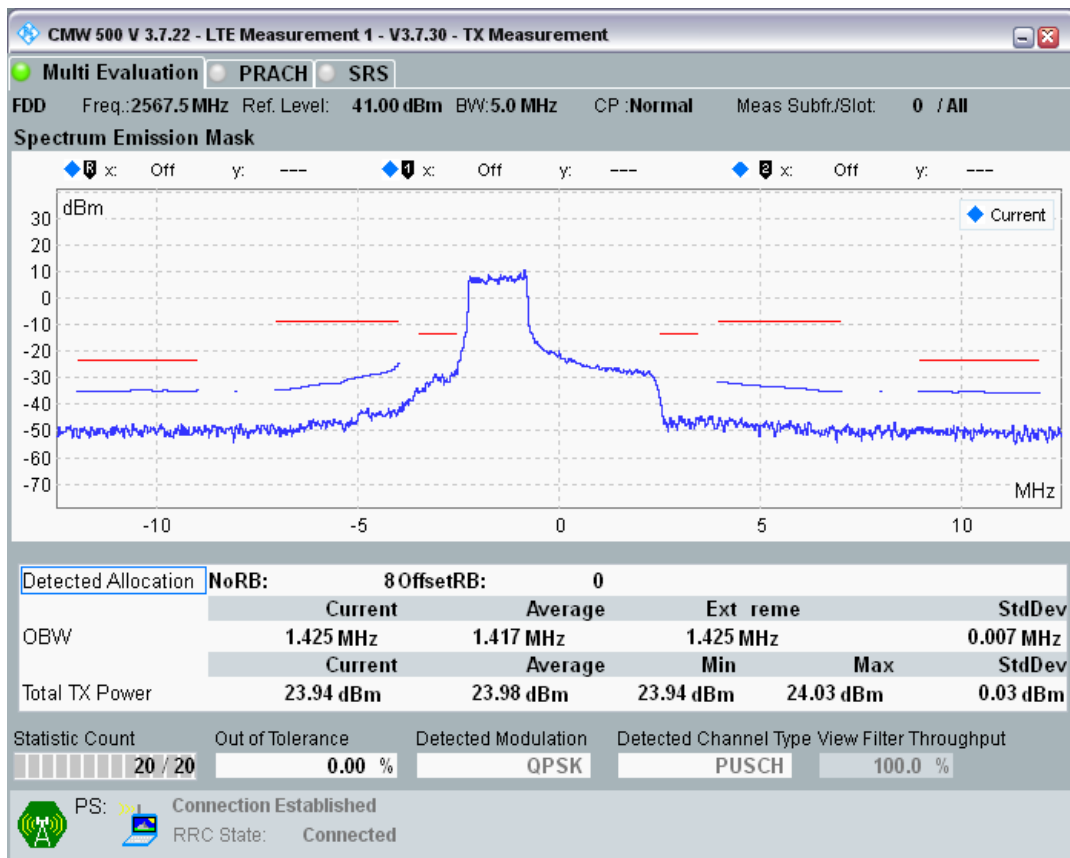 CMW 500 V 3.7.22 - LTE Measurement 1 - V3.7.30 - TX Measurement
Multi Evaluation PRACH SRS
FDD Freq.:2567.5 MHz Ref. Level: 41.00 dBm BW:5.0 MHz CP :Normal Meas Subfr./Slot: 0 / All
Spectrum Emission Mask
R x: Off y: --- 1 x: Off y: --- 2 x: Off y: ---
dBm
Current
30
20
10
0
-10
-20
-30
-40
-50
-60
-70
MHz
-10 -5 0 5 10
Detected Allocation NoRB: 8 OffsetRB: 0
Current Average Ext reme StdDev
OBW 1.425 MHz 1.417 MHz 1.425 MHz 0.007 MHz
Current Average Min Max StdDev
Total TX Power 23.94 dBm 23.98 dBm 23.94 dBm 24.03 dBm 0.03 dBm
Statistic Count Out of Tolerance Detected Modulation Detected Channel Type View Filter Throughput
20 / 20 0.00 % QPSK PUSCH 100.0 %
PS: Connection Established
RRC State: Connected